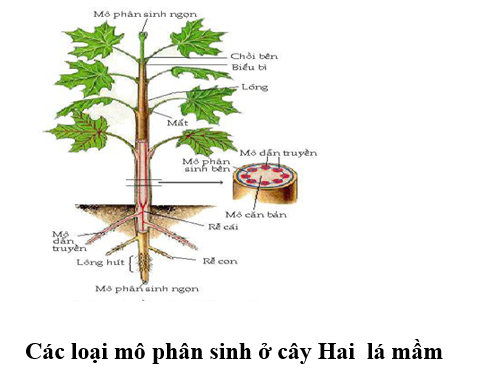 Mô phân sinh ngọn
Chồi bên
Biểu bì
Lóng
Mắt
Mô dẫn truyền
Mô phân
sinh bên
Mô căn bản
Rễ cái
Mô
dẫn
truyền
Lông hút
Rễ con
Mô phân sinh ngọn
Các loại mô phân sinh ở cây Hai lá mầm